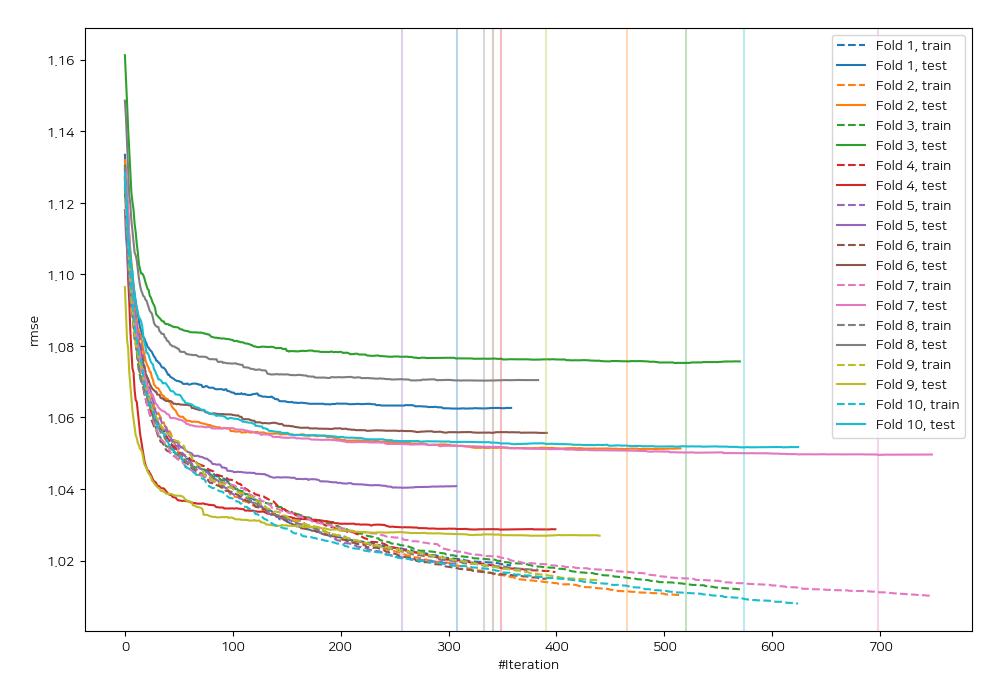 1,16
1,14
1,12
1,10
1,08
1,06
1,04
1,02
rmse
0
100
200
300
400
500
600
700
#Iteration
Fold 1, train
Fold 1, test
Fold 2, train
Fold 2, test
Fold 3, train
Fold 3, test
Fold 4, train
Fold 4, test
Fold 5, train
Fold 5, test
Fold 6, train
Fold 6, test
Fold 7, train
Fold 7, test
Fold 8, train
Fold 8, test
Fold 9, train
Fold 9, test
Fold 10, train
Fold 10, test